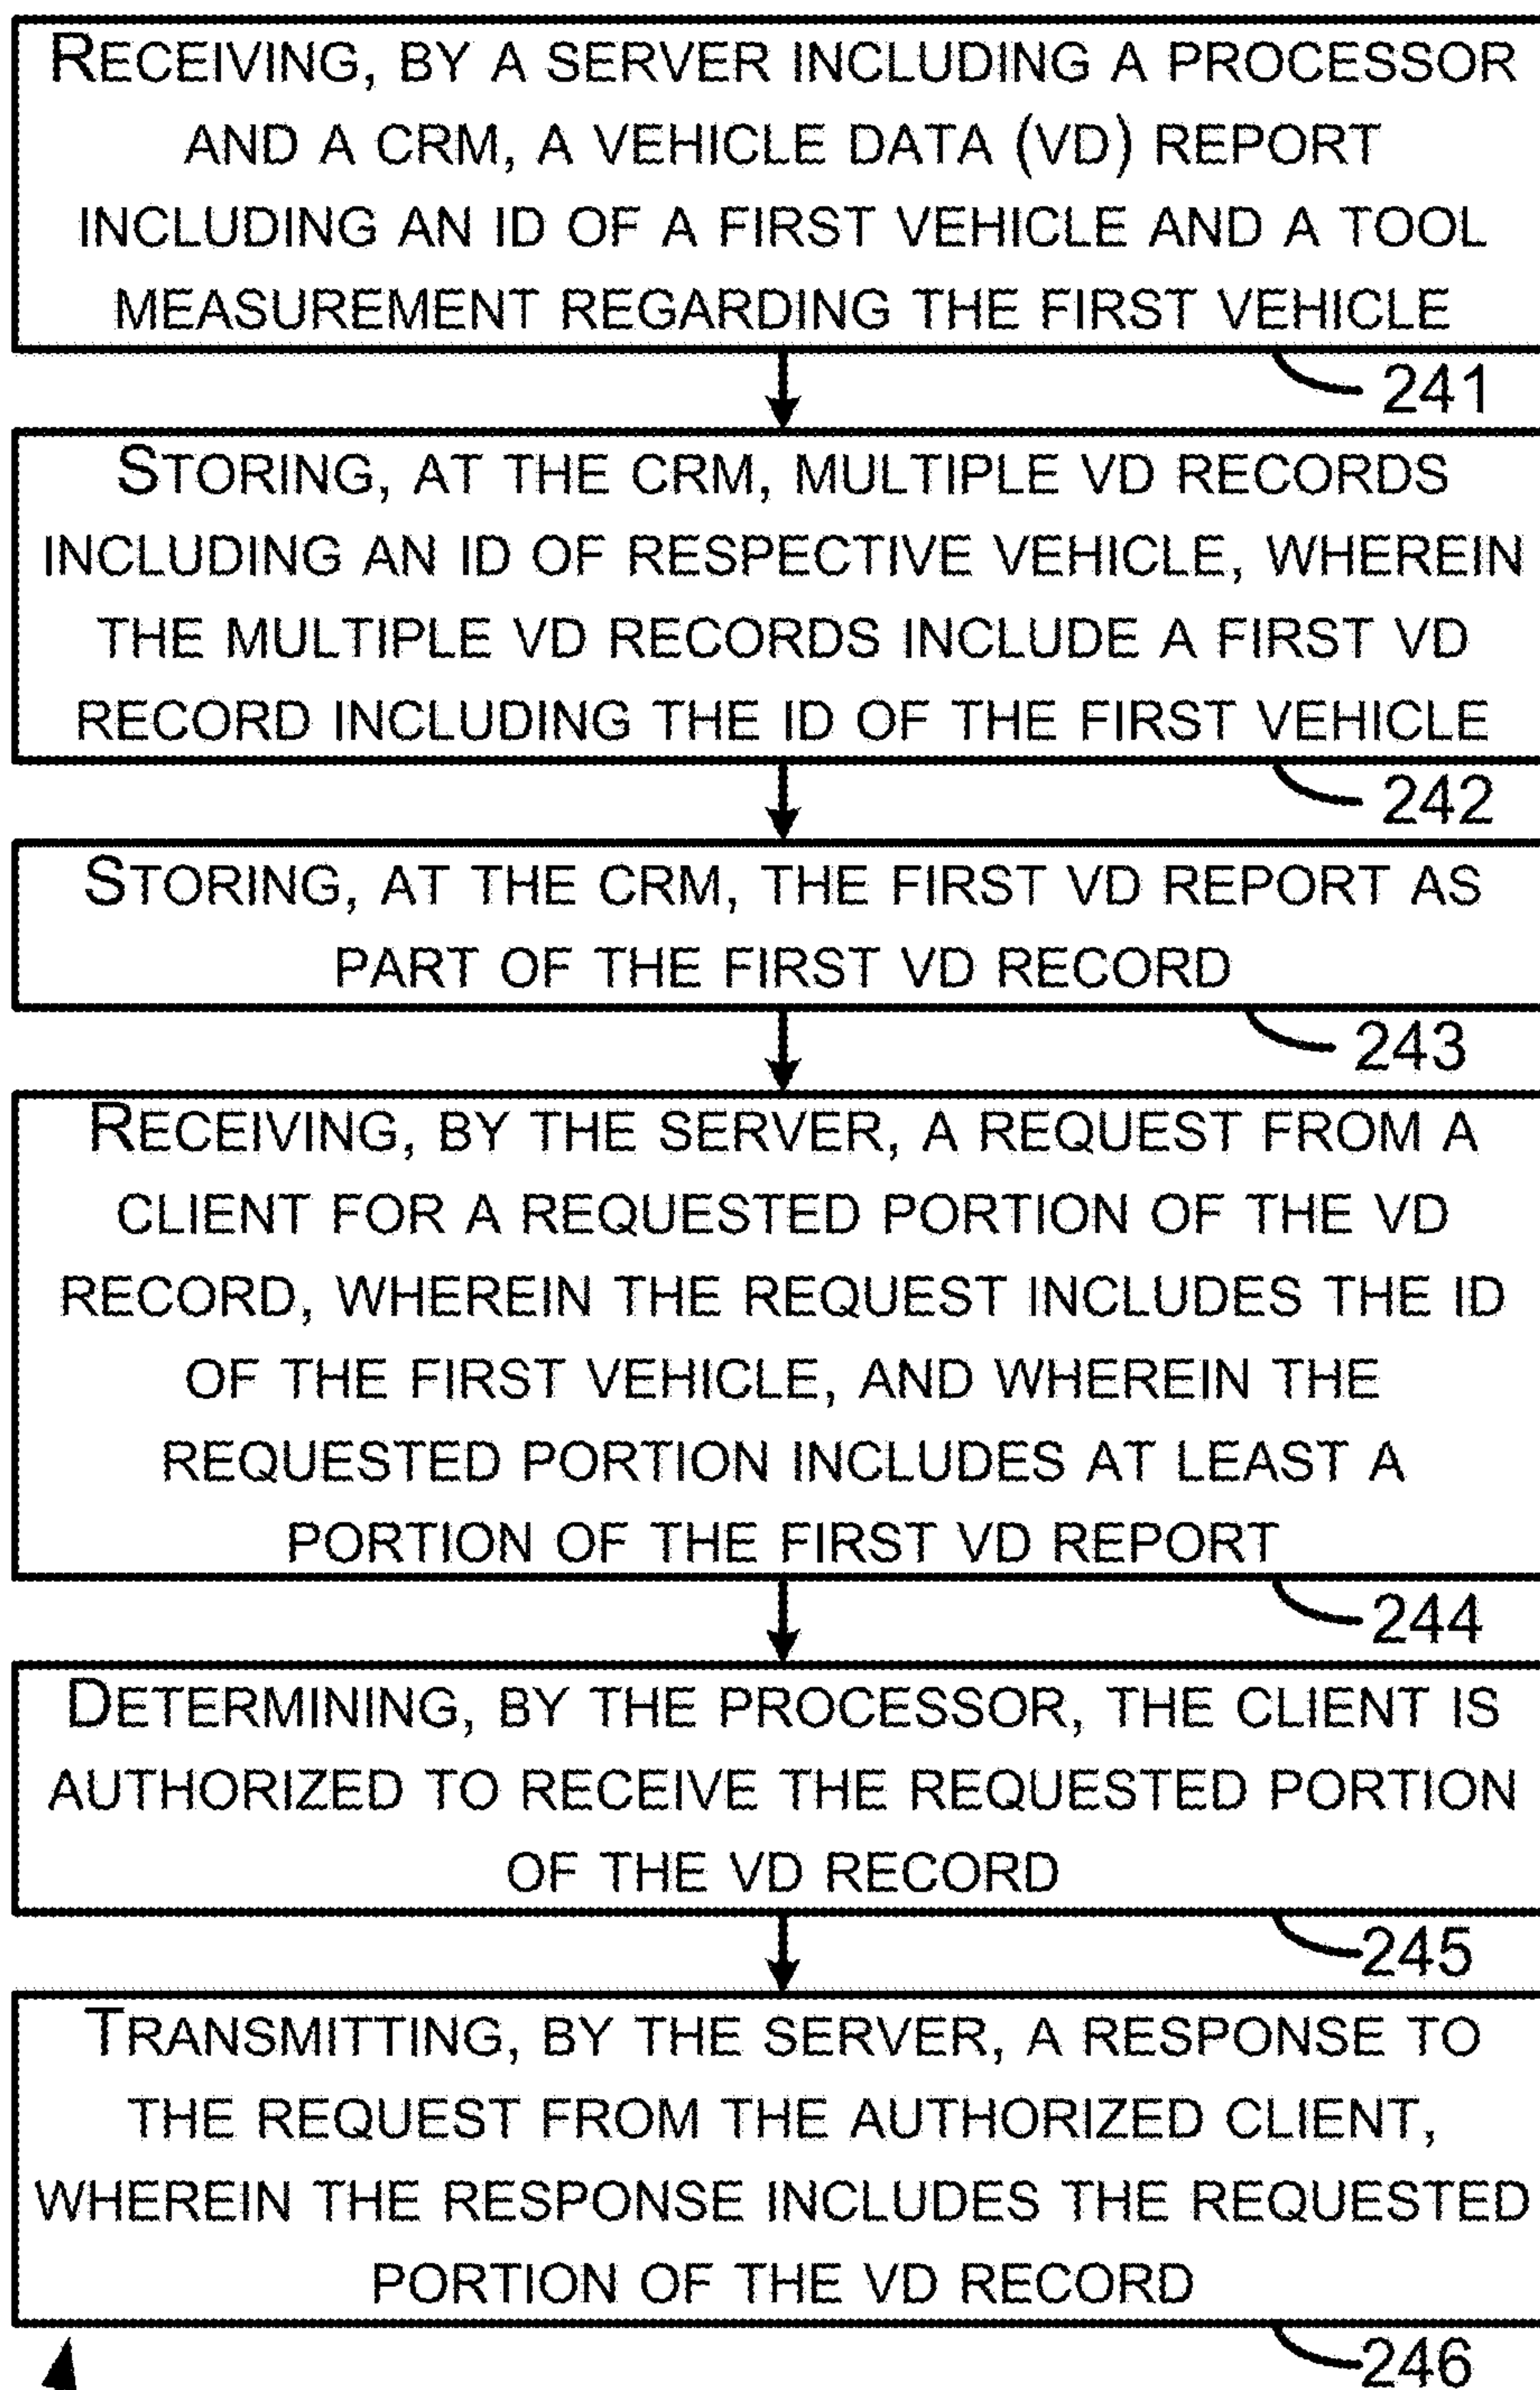 RECEIVING, BY A SERVER INCLUDING A PROCESSOR
AND A CRM, A VEHICLE DATA (VD) REPORT
INCLUDING AN ID OF A FIRST VEHICLE AND A TOOL
MEASUREMENT REGARDING THE FIRST VEHICLE
241
STORING, AT THE CRM, MULTIPLE VD RECORDS
INCLUDING AN ID OF RESPECTIVE VEHICLE, WHEREIN
THE MULTIPLE VD RECORDS INCLUDE A FIRST VD
RECORD INCLUDING THE ID OF THE FIRST VEHICLE
242
STORING, AT THE CRM, THE FIRST VD REPORT AS
PART OF THE FIRST VD RECORD
243
RECEIVING, BY THE SERVER, A REQUEST FROM A
CLIENT FOR A REQUESTED PORTION OF THE VD
RECORD, WHEREIN THE REQUEST INCLUDES THE ID
OF THE FIRST VEHICLE, AND WHEREIN THE
REQUESTED PORTION INCLUDES AT LEAST A
PORTION OF THE FIRST VD REPORT
244
DETERMINING, BY THE PROCESSOR, THE CLIENT IS
AUTHORIZED TO RECEIVE THE REQUESTED PORTION
OF THE VD RECORD
245
TRANSMITTING, BY THE SERVER, A RESPONSE TO
THE REQUEST FROM THE AUTHORIZED CLIENT,
WHEREIN THE RESPONSE INCLUDES THE REQUESTED
PORTION OF THE VD RECORD
246